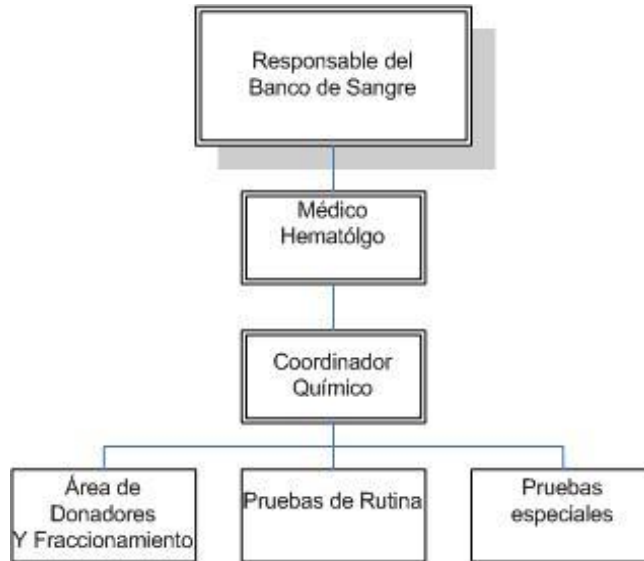 Responsable del
Banco de Sangre
Médico
Hematólgo
Coordinador
Químico
Área de
Donadores
Y Fraccionamiento
Pruebas de Rutina
Pruebas
especiales